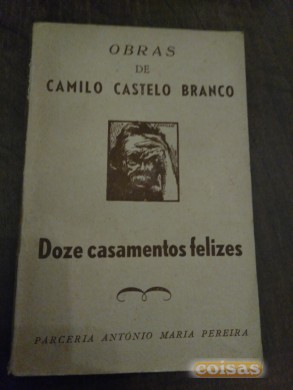 OBRAS
DE
CAMILO CASTELO BRANCO
Doze casamentos felizes
PARCERIA ANTONIO MARIA PEREIRA
coisas